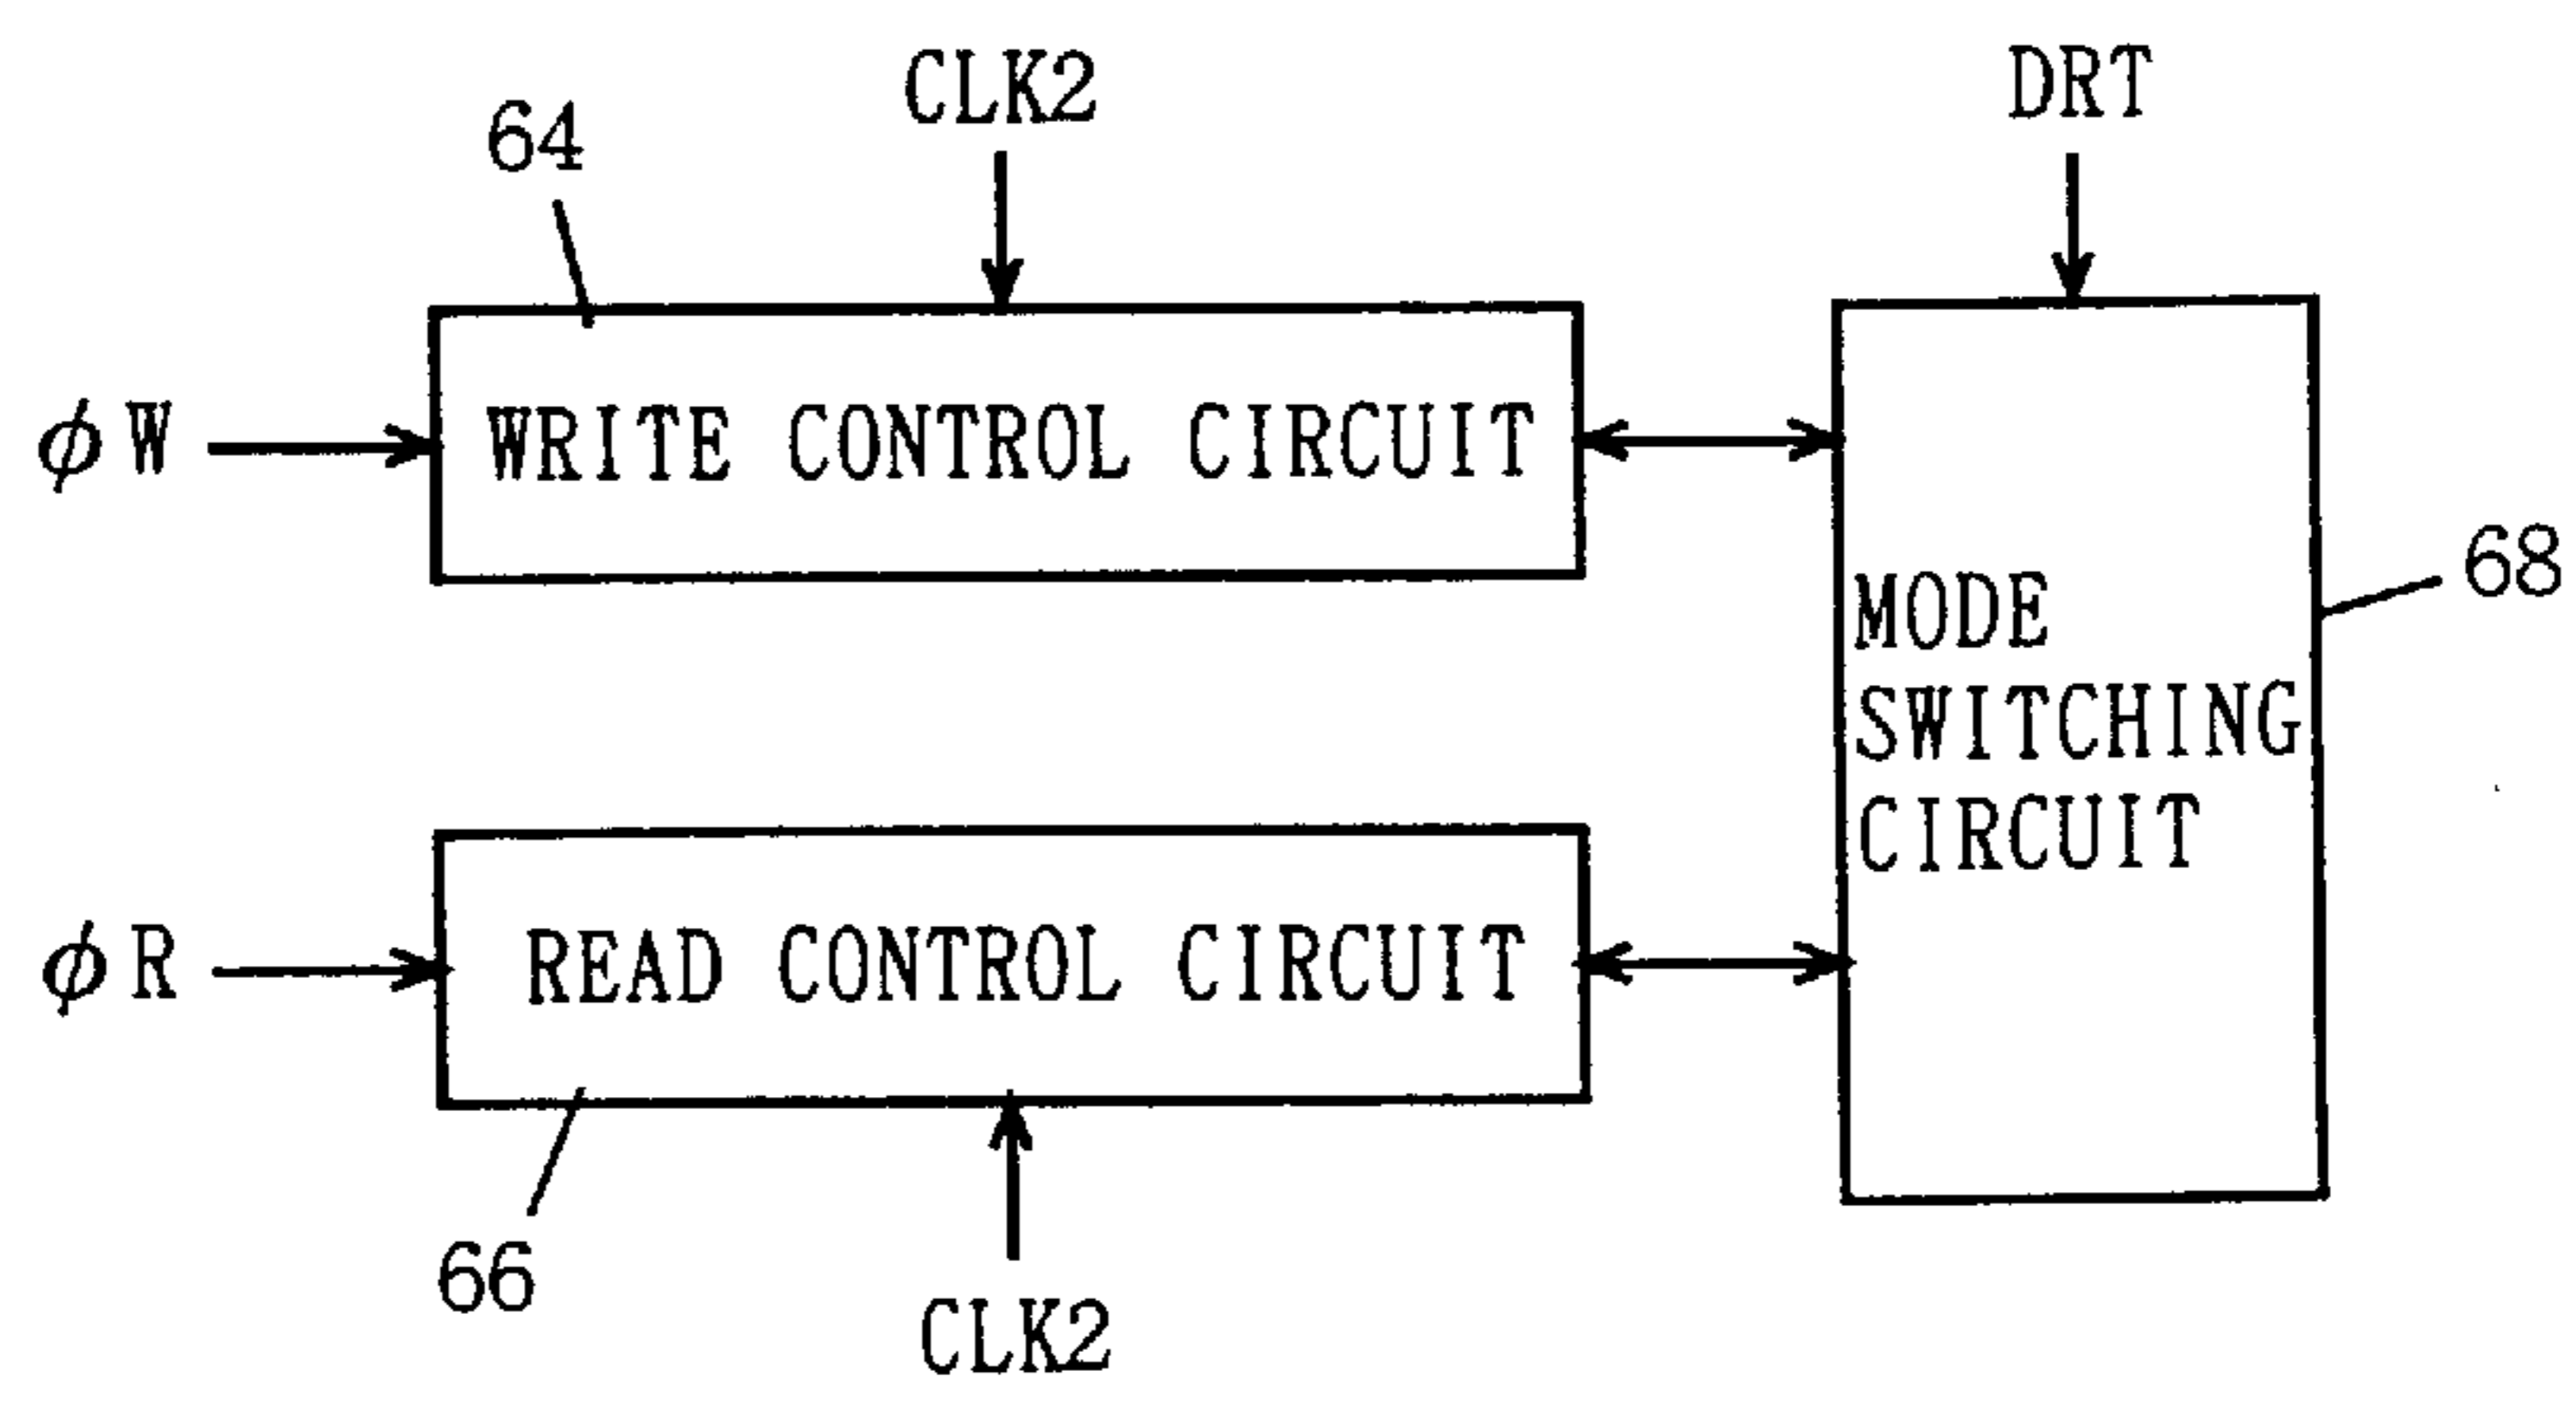 CLK2
DRT
64
φW
WRITE CONTROL CIRCUIT
68
MODE
SWITCHING
CIRCUIT
φR
READ CONTROL CIRCUIT
66
CLK2